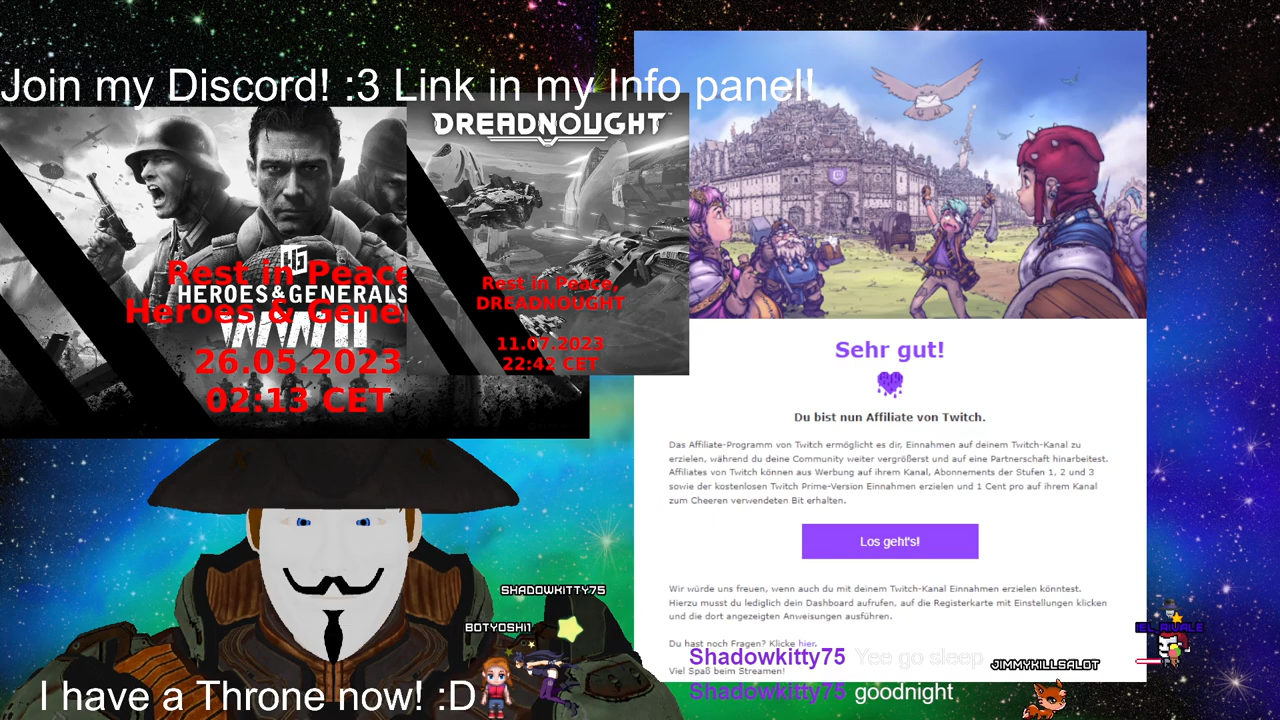 Join my Discord! :3 Link in my Info panel!
DREADNOUGHT
Rest in Peace,
DREADNOUGHT
11.07.2023
22:42 CET
Rest in Peace
HEROES & GENERALS
Heroes & Gene
WWII
26.05.2023
02:13 CET
Sehr gut!
Du bist nun Affiliate von Twitch.
Das Affiliate-Programm von Twitch ermöglicht es dir, Einnahmen auf deinem Twitch-Kanal zu
erzielen, während du deine Community weiter vergrößerst und auf eine Partnerschaft hinarbeitest.
Affiliates von Twitch können aus Werbung auf ihrem Kanal, Abonnements der Stufen 1, 2 und 3
sowie der kostenlosen Twitch Prime-Version Einnahmen erzielen und 1 Cent pro auf ihrem Kanal
zum Cheeren verwendeten Bit erhalten.
Los geht's!
Wir würde uns freuen, wenn auch du mit deinem Twitch-Kanal Einnahmen erzielen könntest.
Hierzu musst du lediglich dein Dashboard aufrufen, auf die Registerkarte mit Einstellungen klicken
und die dort angezeigten Anweisungen ausführen.
Du hast noch Fragen? Klicke hier.
Viel Spaß beim Streamen!
Shadowkitty75 Yee go sleep
Shadowkitty75 goodnight
SHADOWKITTY75
BOTYOSHI1
JIMMYKILLSALOT
I have a Throne now! :D